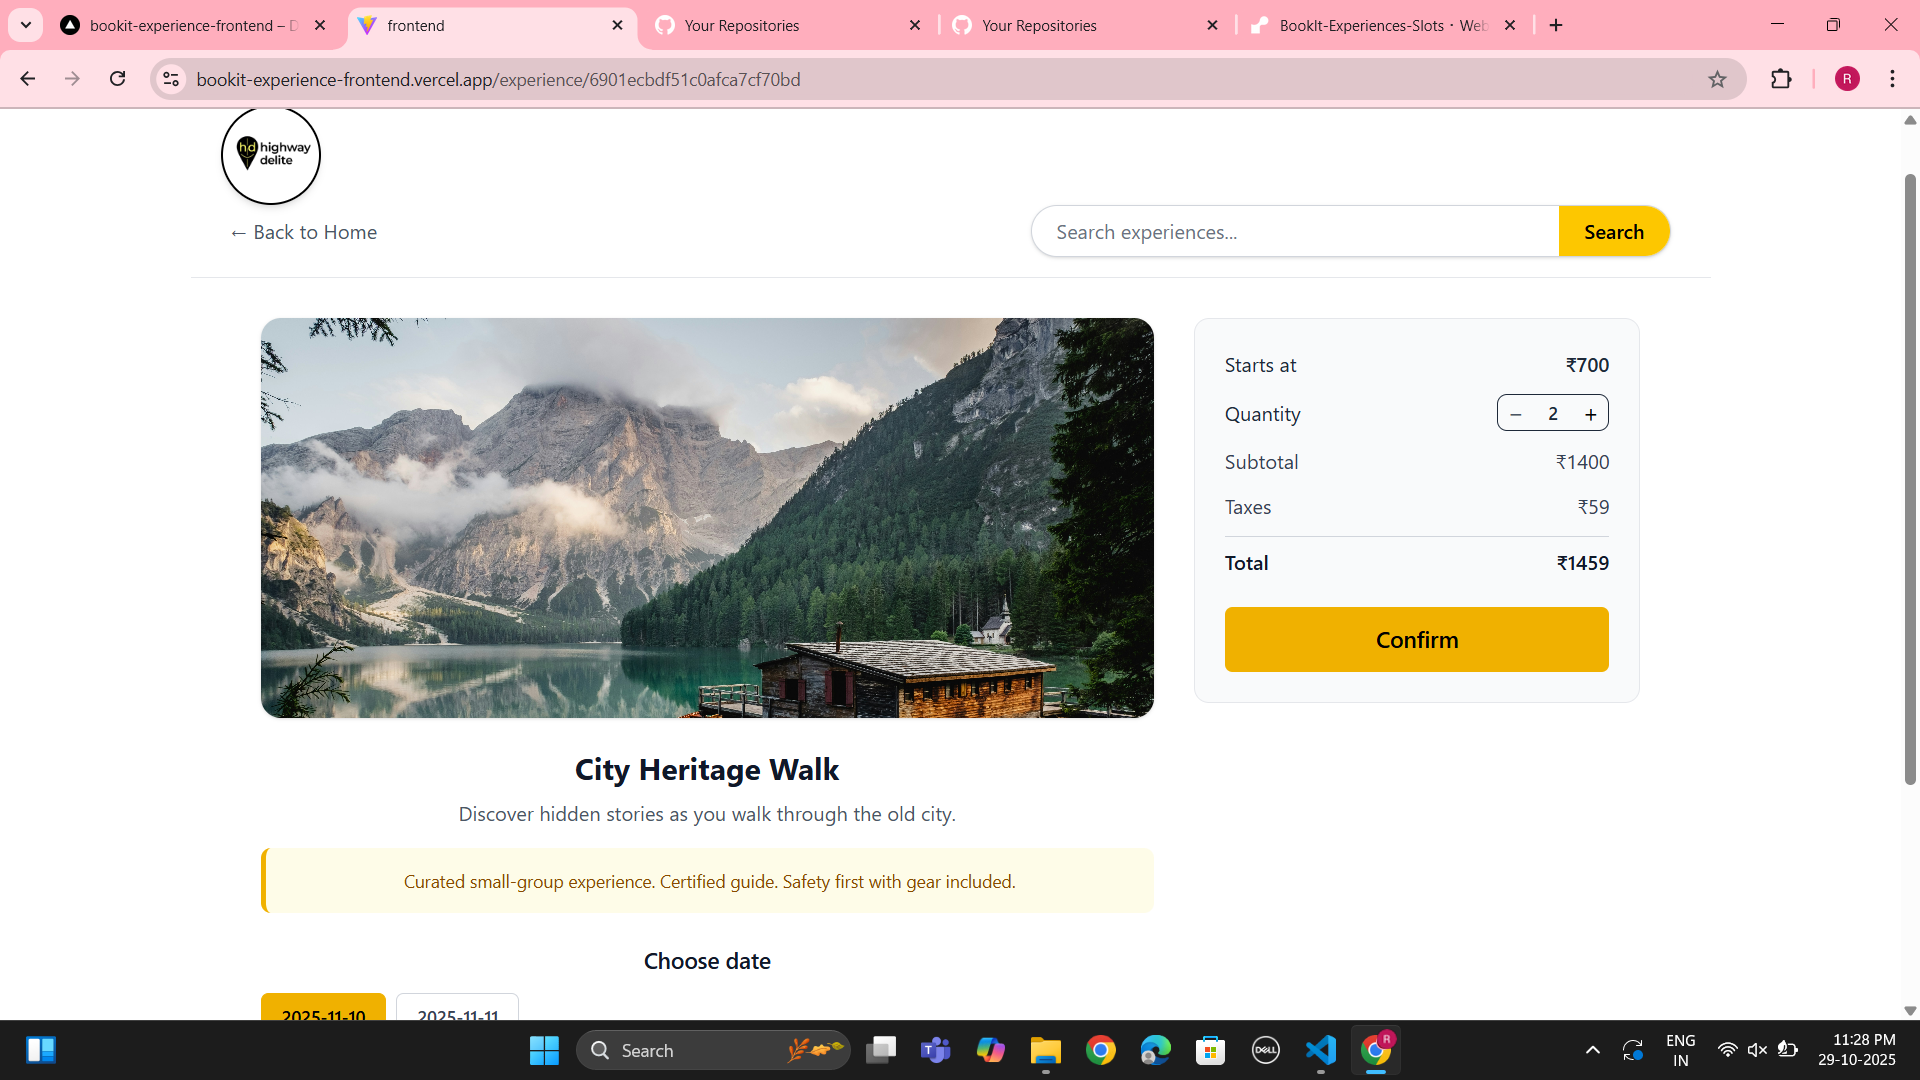 bookit-experience-frontend – D
frontend
Your Repositories
Your Repositories
BookIt-Experiences-Slots · Web
bookit-experience-frontend.vercel.app/experience/6901ecbdf51c0afca7cf70bd
R
hd highway
delite
← Back to Home
Search experiences...
Search
Starts at
₹700
Quantity
− 2 +
Subtotal
₹1400
Taxes
₹59
Total
₹1459
Confirm
City Heritage Walk
Discover hidden stories as you walk through the old city.
Curated small-group experience. Certified guide. Safety first with gear included.
Choose date
2025-11-10
2025-11-11
Search
T
DELL
R
ENG
IN
11:28 PM
29-10-2025